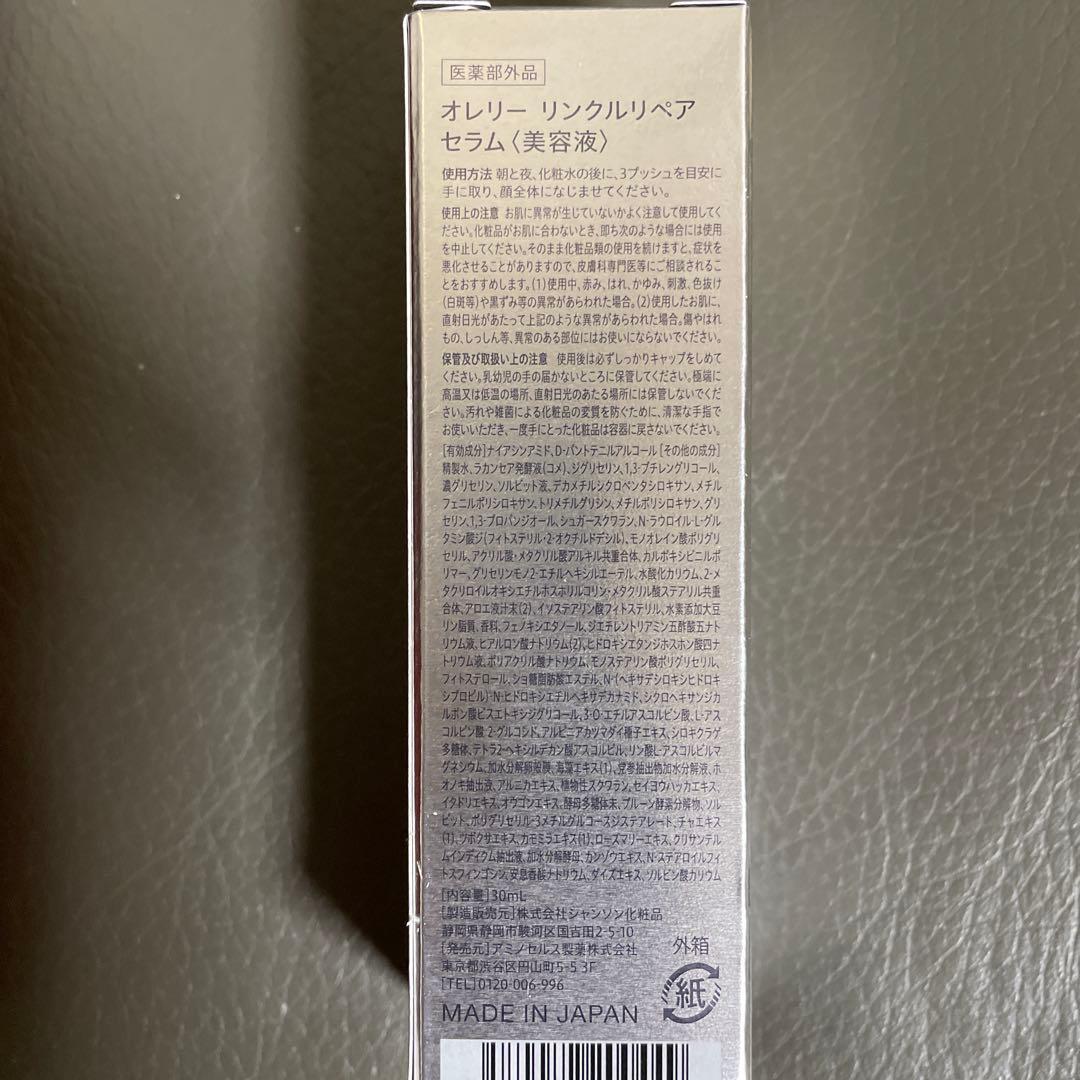 医薬部外品
オレリー リンクルリペア
セラム〈美容液〉
使用方法 朝と夜、化粧水の後に、3プッシュを目安に
手に取り、顔全体になじませてください。
使用上の注意 お肌に異常が生じていないかよく注意して使用してく
ださい。化粧品がお肌に合わないとき、即ち次のような場合には使用
を中止してください。そのまま化粧品類の使用を続けますと、症状を
悪化させることがありますので、皮膚科専門医等にご相談されるこ
とをおすすめします。(1)使用中、赤み、はれ、かゆみ、刺激、色抜け
(白斑等)や黒ずみ等の異常があらわれた場合。(2)使用したお肌に、
直射日光があたって上記のような異常があらわれた場合。傷やはれ
もの、しっしん等、異常のある部位にはお使いにならないでください。
保管及び取扱い上の注意 使用後は必ずしっかりキャップをしめて
ください。乳幼児の手の届かないところに保管してください。極端に
高温又は低温の場所、直射日光のあたる場所には保管しないでくだ
さい。汚れや雑菌による化粧品の変質を防ぐために、清潔な手指で
お使いいただき、一度手にとった化粧品は容器に戻さないでください。
[有効成分]ナイアシンアミド、D-パントテニルアルコール[その他の成分]
精製水、ラカンセア発酵液(コメ)、ジグリセリン、1,3-ブチレングリコール、
濃グリセリン、ソルビット液、デカメチルシクロペンタシロキサン、メチル
フェニルポリシロキサン、トリメチルグリシン、メチルポリシロキサン、グリ
セリン、1,3-プロパンジオール、シュガースクワラン、N-ラウロイル-L-グル
タミン酸ジ(フィトステリル・2-オクチルドデシル)、モノオレイン酸ポリグリ
セリル、アクリル酸・メタクリル酸アルキル共重合体、カルボキシビニルポ
リマー、グリセリンモノ2-エチルヘキシルエーテル、水酸化カリウム、2-メ
タクリロイルオキシエチルホスホリルコリン・メタクリル酸ステアリル共重
合体、アロエ液汁末(2)、イソステアリン酸フィトステリル、水素添加大豆
リン脂質、香料、フェノキシエタノール、ジエチレントリアミン五酢酸五ナト
リウム液、ヒアルロン酸ナトリウム(2)、ヒドロキシエタンジホスホン酸四ナ
トリウム液、ポリアクリル酸ナトリウム、モノステアリン酸ポリグリセリル、
フィトステロール、ショ糖脂肪酸エステル、N-(ヘキサデシロキシヒドロキ
シプロピル)-N-ヒドロキシエチルヘキサデカナミド、シクロヘキサンジカ
ルボン酸ビスエトキシジグリコール、3-O-エチルアスコルビン酸、L-アス
コルビン酸 2-グルコシド、アルピニアカツマダイ種子エキス、シロキクラゲ
多糖体、テトラ2-ヘキシルデカン酸アスコルビル、リン酸L-アスコルビルマ
グネシウム、加水分解卵殻膜、海藻エキス(1)、党参抽出物加水分解液、ホ
オノキ抽出液、アルニカエキス、植物性スクワラン、セイヨウハッカエキス、
イタドリエキス、オウゴンエキス、酵母多糖体末、プルーン酵素分解物、ソル
ビット、ポリグリセリル-3メチルグルコースジステアレート、チャエキス
(1)、ツボクサエキス、カモミラエキス(1)、ローズマリーエキス、クリサンテル
ムインディクム抽出液、加水分解酵母、カンゾウエキス、N-ステアロイルフィ
トスフィンゴシン、安息香酸ナトリウム、ダイズエキス、ソルビン酸カリウム
[内容量]30mL
[製造販売元]株式会社シャンソン化粧品
静岡県静岡市駿河区国吉田2-5-10
[発売元]アミノセルス製薬株式会社
東京都渋谷区円山町5-5 3F
[TEL]0120-006-996
外箱
紙
MADE IN JAPAN